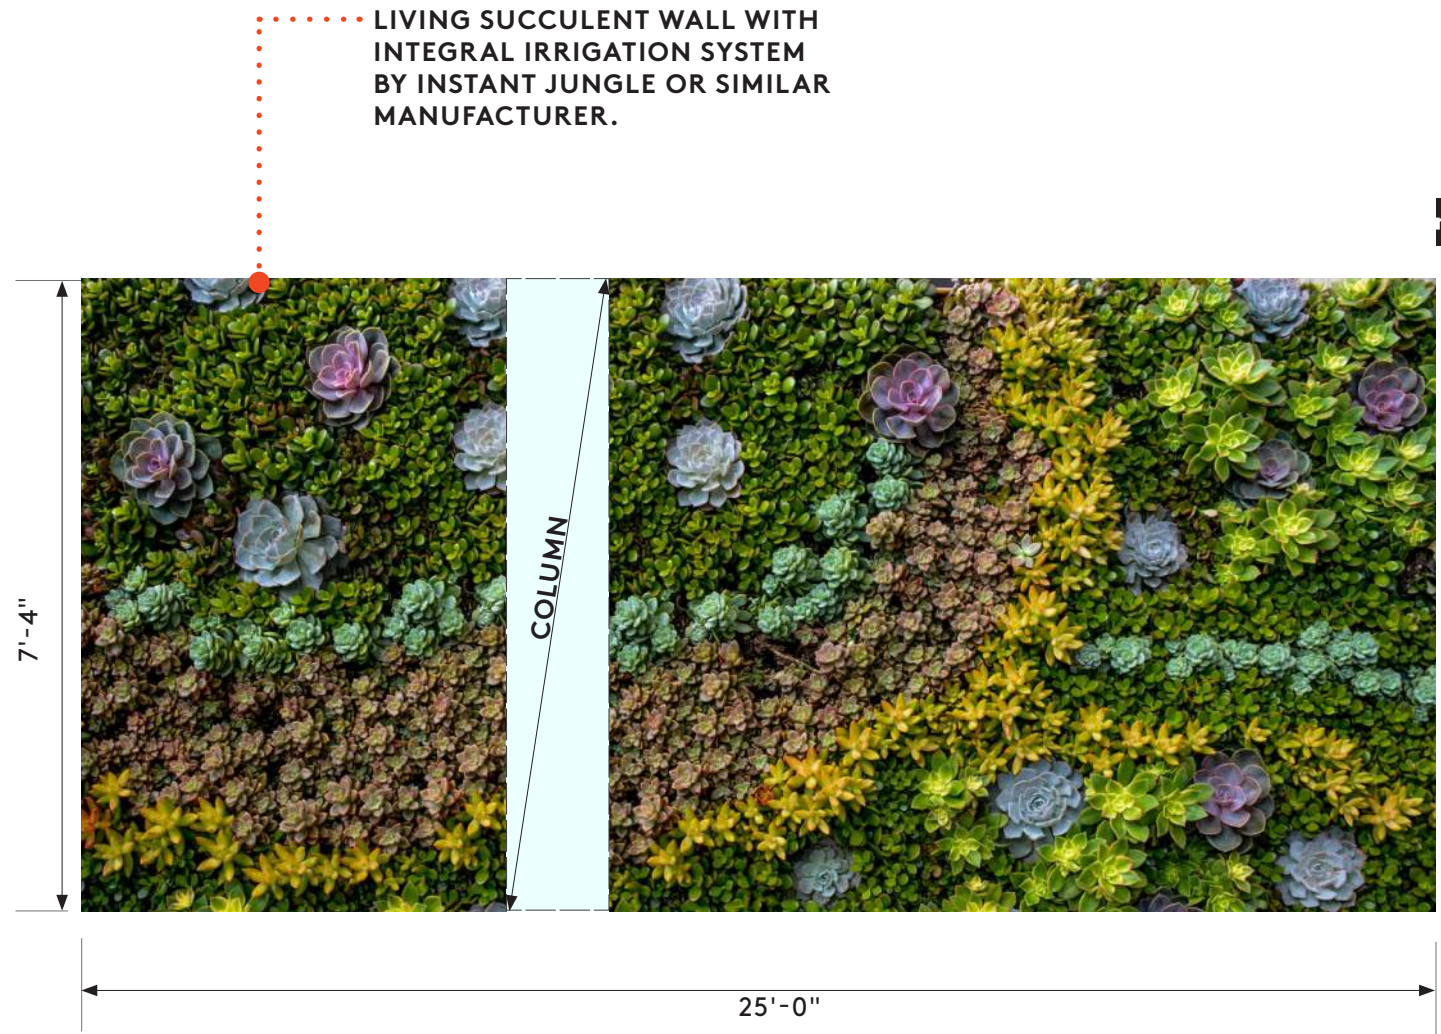 LIVING SUCCULENT WALL WITH
INTEGRAL IRRIGATION SYSTEM
BY INSTANT JUNGLE OR SIMILAR
MANUFACTURER.
COLUMN
7'-4"
25'-0"